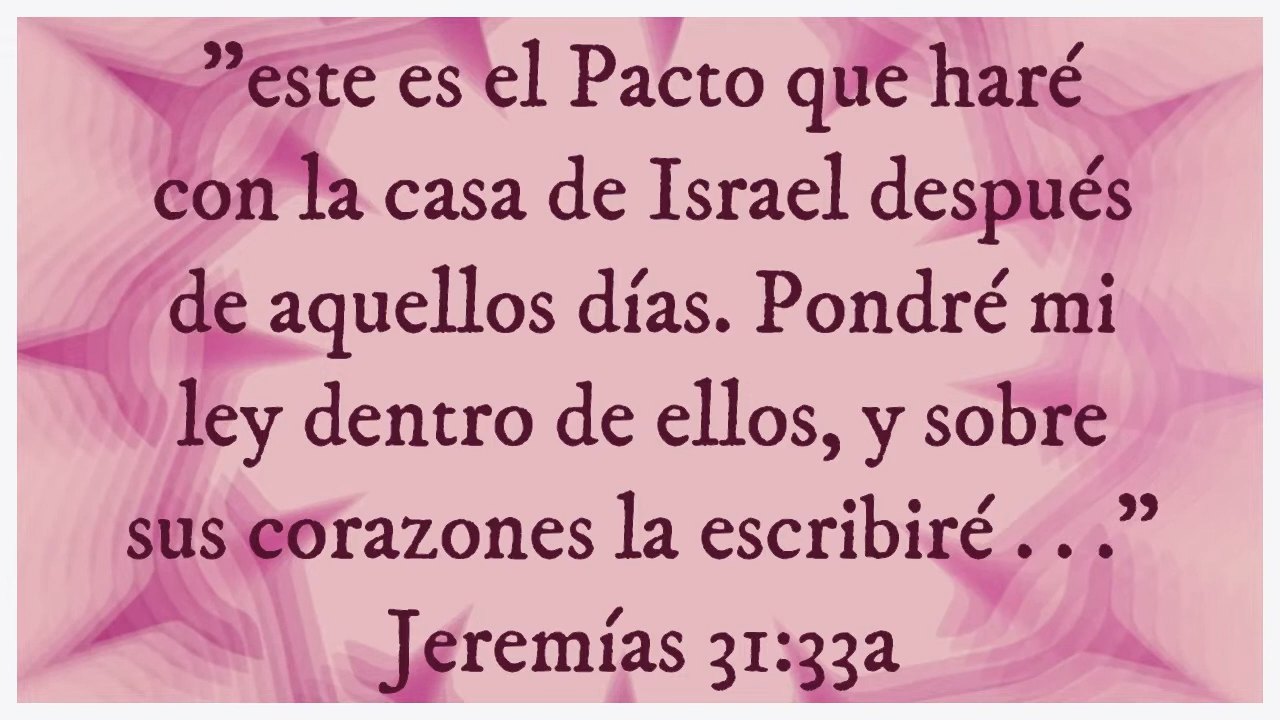 ”este es el Pacto que haré
con la casa de Israel después
de aquellos días. Pondré mi
ley dentro de ellos, y sobre
sus corazones la escribiré . . .”
Jeremías 31:33a